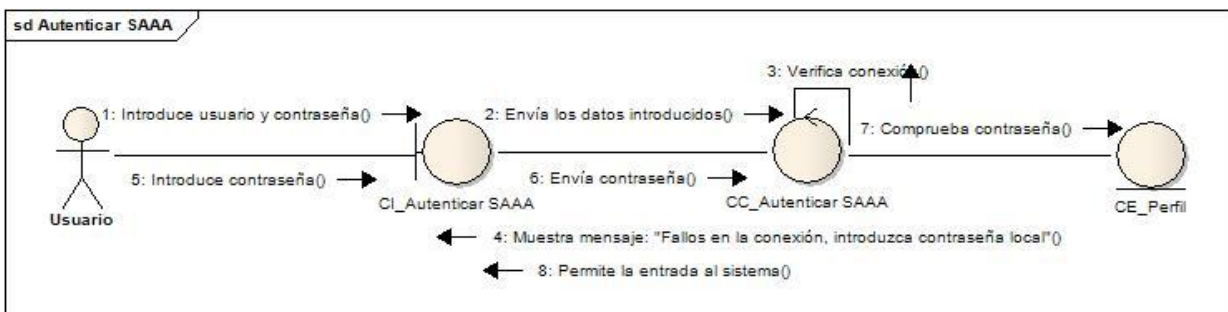 sd Autenticar SAAA
3: Verifica conexión()
1: Introduce usuario y contraseña()
2: Envía los datos introducidos()
7: Comprueba contraseña()
5: Introduce contraseña()
6: Envía contraseña()
Usuario
CI_Autenticar SAAA
CC_Autenticar SAAA
CE_Perfil
4: Muestra mensaje: "Fallos en la conexión, introduzca contraseña local"()
8: Permite la entrada al sistema()